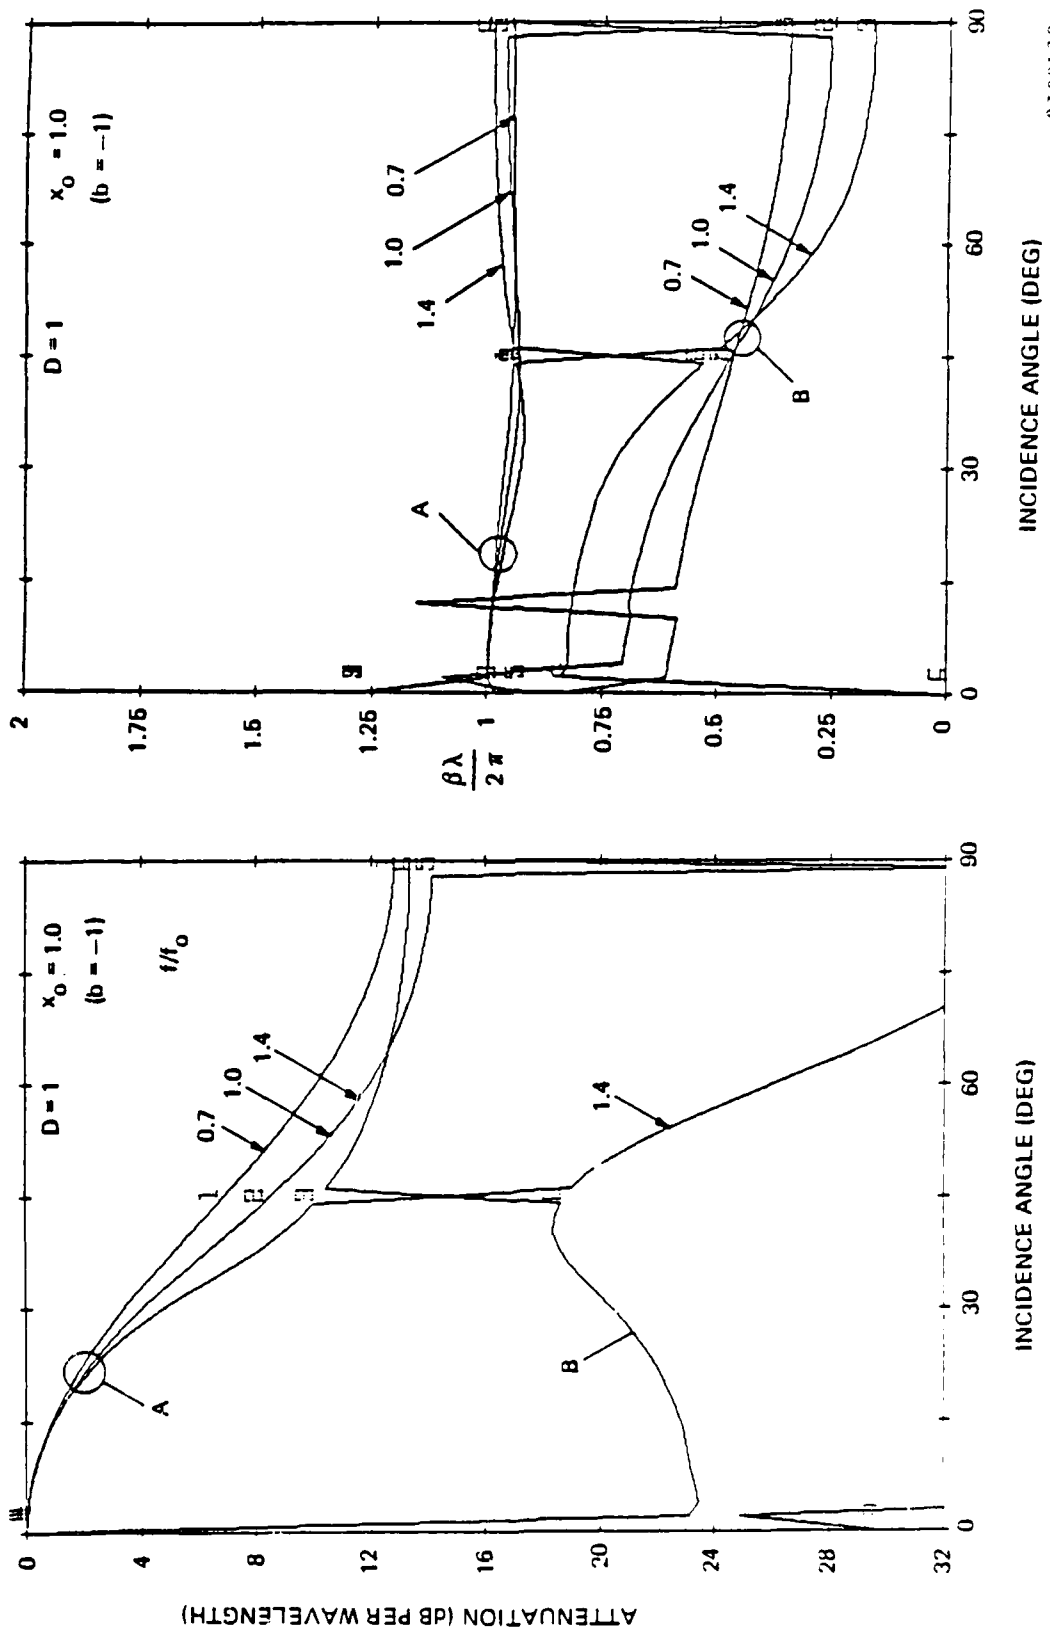 D = 1
x₀ = 1.0
(b = −1)
f/f₀
0.7
1.0
1.4
1.4
A
B
0
4
8
12
16
20
24
28
32
0
30
60
90
ATTENUATION (dB PER WAVELENGTH)
INCIDENCE ANGLE (DEG)
D = 1
x₀ = 1.0
(b = −1)
2
1.75
1.5
1.25
1
0.75
0.5
0.25
0
βλ
2π
A
B
1.4
1.0
0.7
0.7
1.0
1.4
0
30
60
90
INCIDENCE ANGLE (DEG)